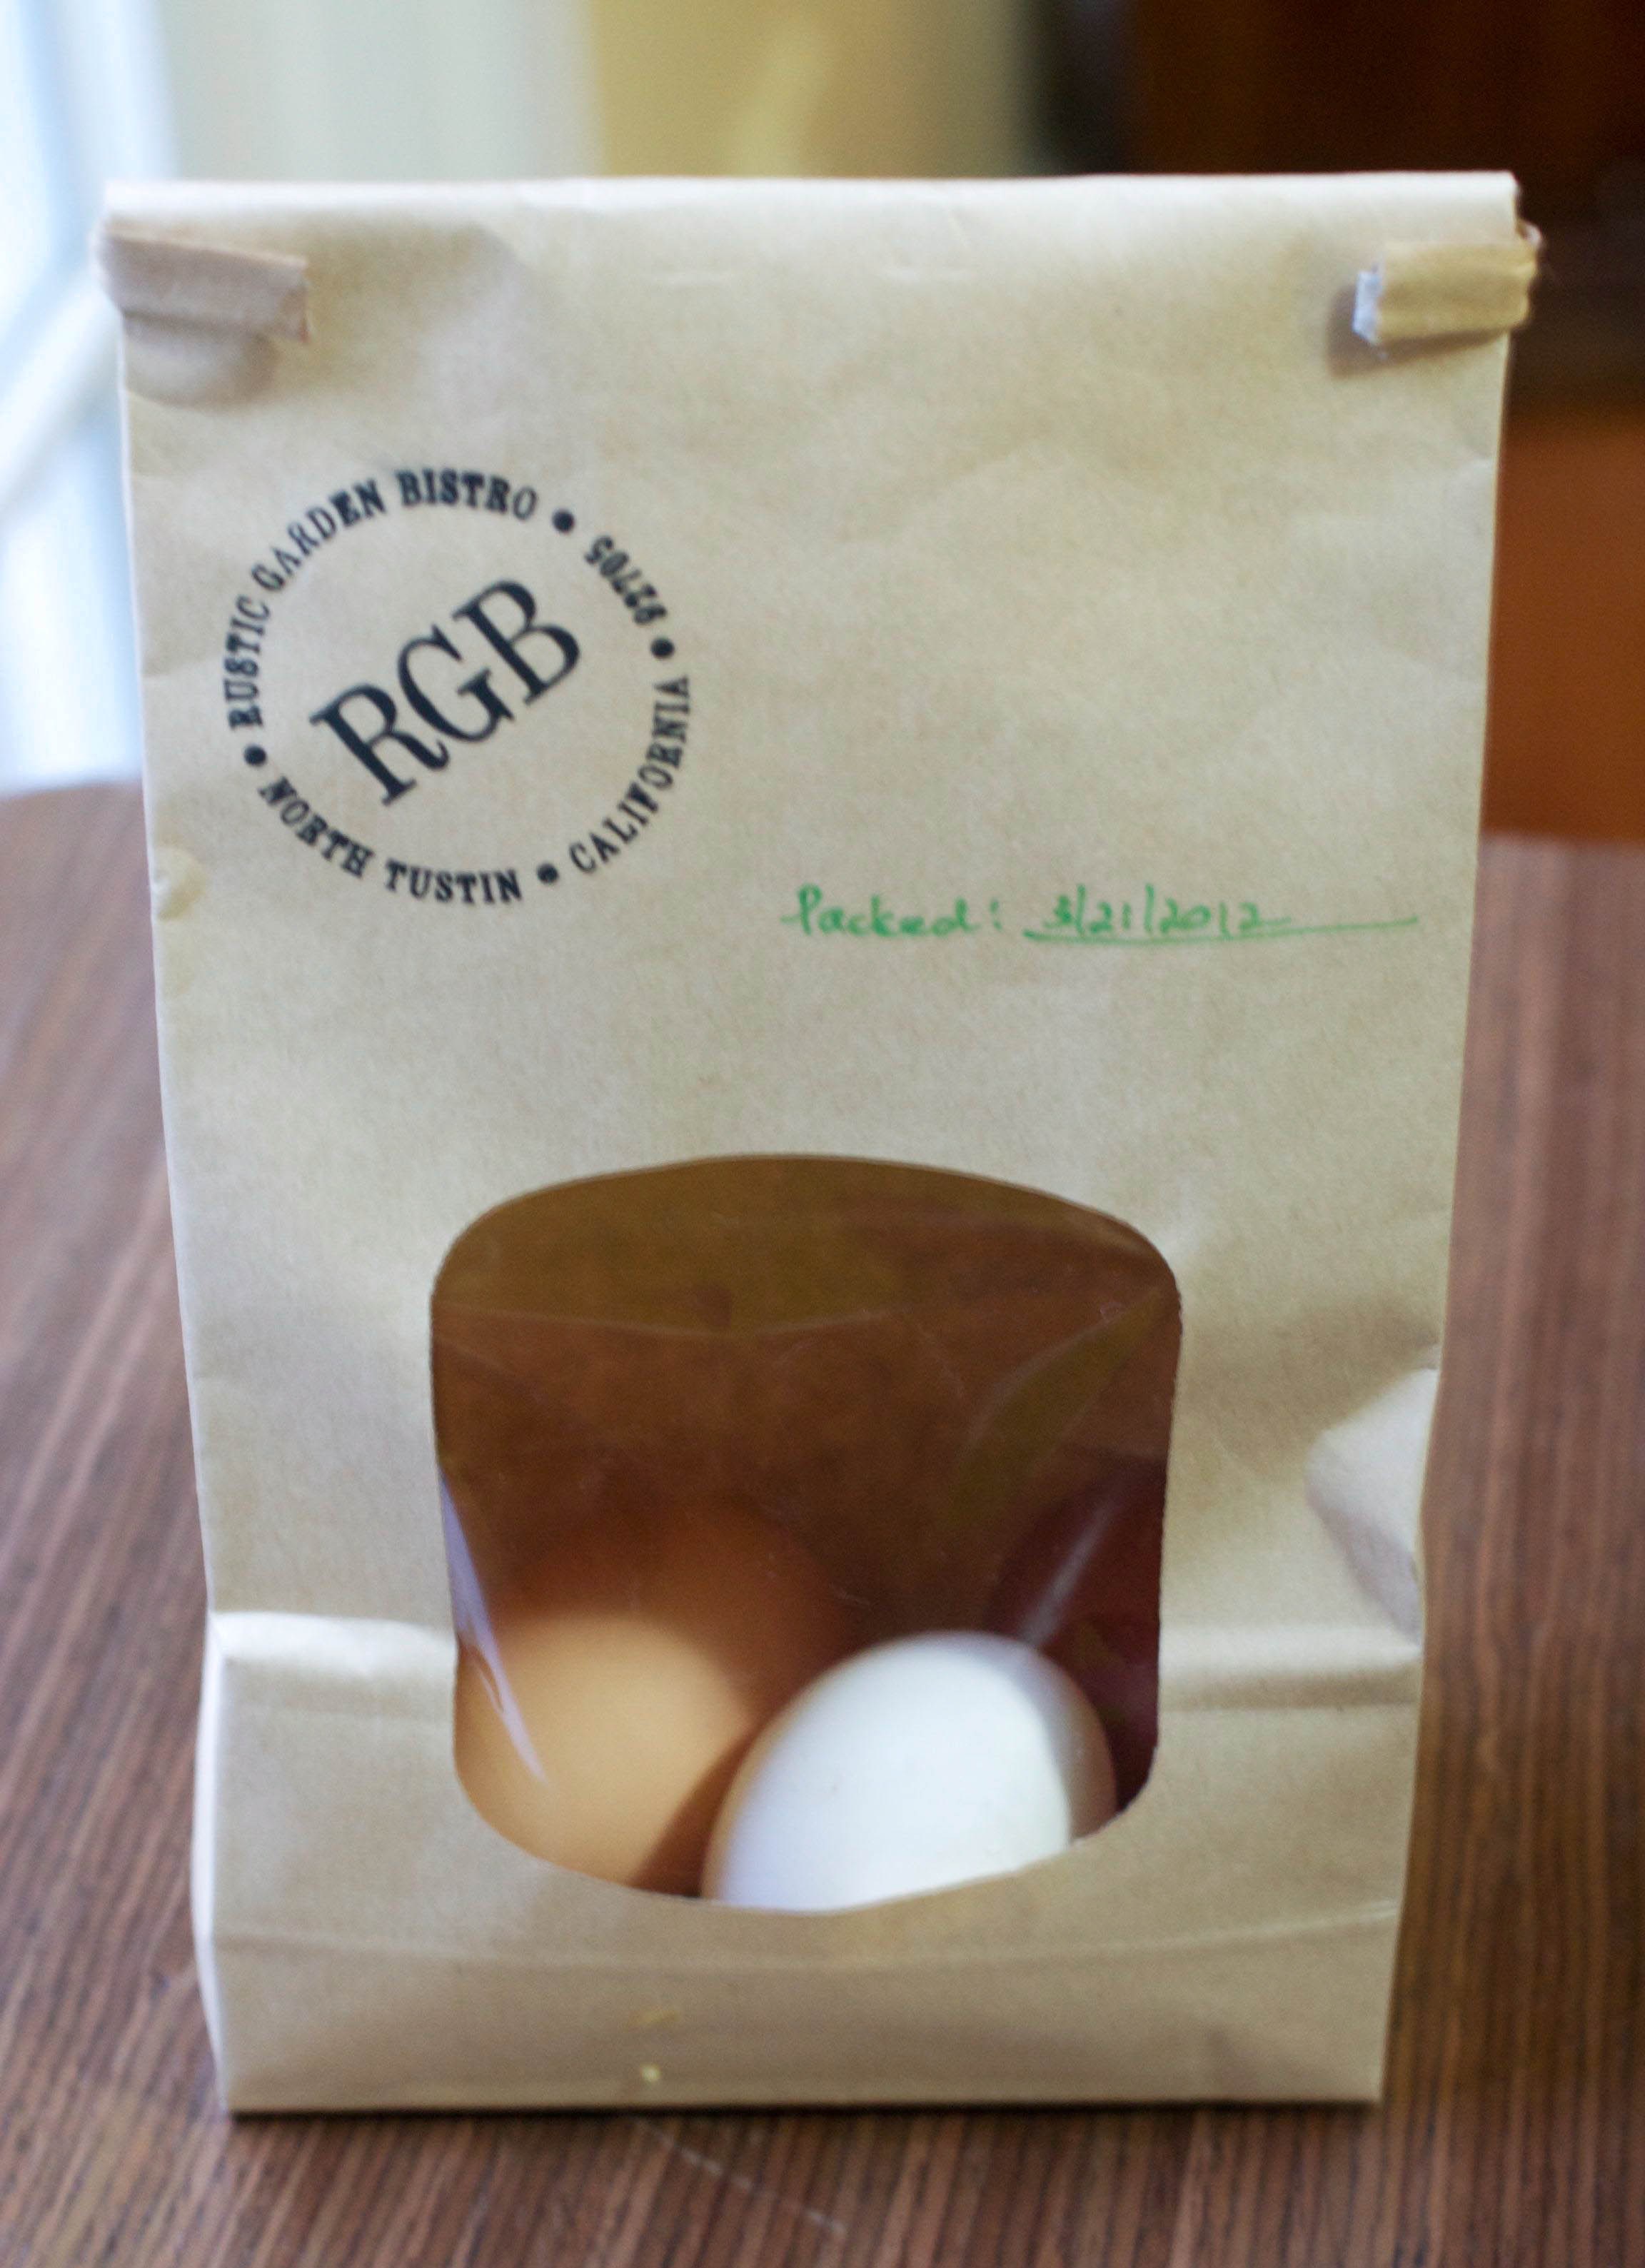 • RUSTIC GARDEN BISTRO • 92705 • CALIFORNIA • NORTH TUSTIN
RGB
Packed: 3/21/2012